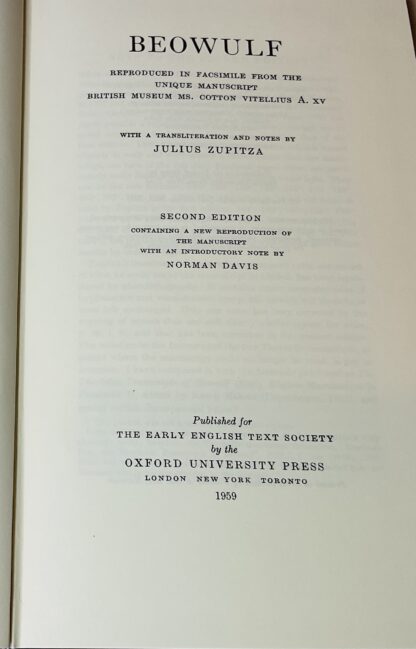 BEOWULF
REPRODUCED IN FACSIMILE FROM THE
UNIQUE MANUSCRIPT
BRITISH MUSEUM MS. COTTON VITELLIUS A. XV
WITH A TRANSLITERATION AND NOTES BY
JULIUS ZUPITZA
SECOND EDITION
CONTAINING A NEW REPRODUCTION OF
THE MANUSCRIPT
WITH AN INTRODUCTORY NOTE BY
NORMAN DAVIS
Published for
THE EARLY ENGLISH TEXT SOCIETY
by the
OXFORD UNIVERSITY PRESS
LONDON NEW YORK TORONTO
1959